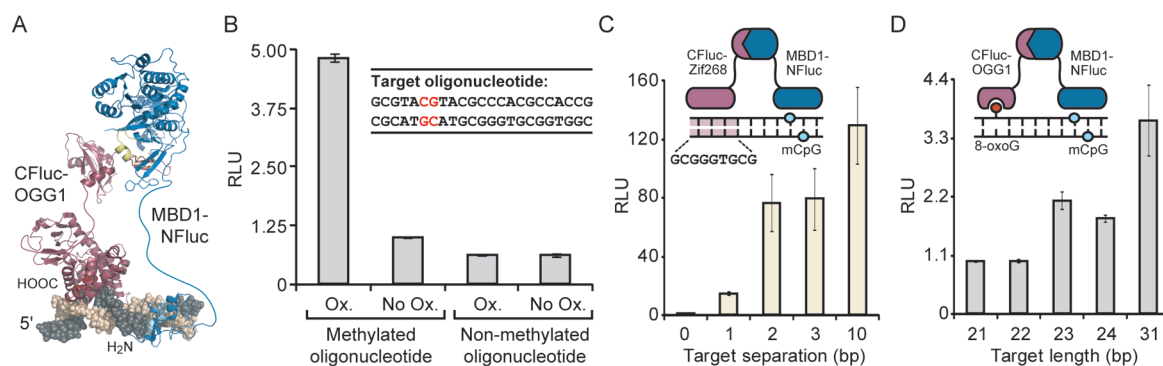 A
CFluc-
OGG1
MBD1-
NFluc
HOOC
5'
H2N
B
RLU
5.00
3.75
2.50
1.25
0
Target oligonucleotide:
GCGTACGTACGCCCACGCCACCG
CGCATGCATGCGGGTGCGGTGGC
Ox.
No Ox.
Ox.
No Ox.
Methylated
oligonucleotide
Non-methylated
oligonucleotide
C
CFluc-
Zif268
MBD1-
NFluc
mCpG
GCGGGTGCG
RLU
160
120
80
40
0
0
1
2
3
10
Target separation (bp)
D
CFluc-
OGG1
MBD1-
NFluc
8-oxoG
mCpG
RLU
4.4
3.3
2.2
1.1
0
21
22
23
24
31
Target length (bp)